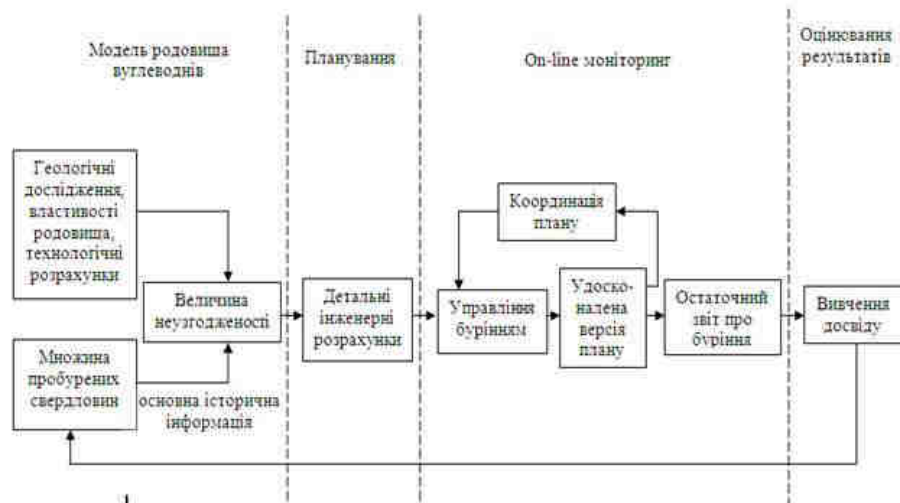 Модель родовиша
вуглеводнів
Планування
On-line моніторинг
Оцінювання
результатів
Геологічні
дослідження,
властивості
родовища,
технологічні
розрахунки
Множина
пробурених
свердловин
Величина
неузгодженості
основна історична
інформація
Детальні
інженерні
розрахунки
Координація
плану
Управління
бурінням
Удоско-
налена
версія
плану
Остаточний
звіт про
буріння
Вивчення
досвіду